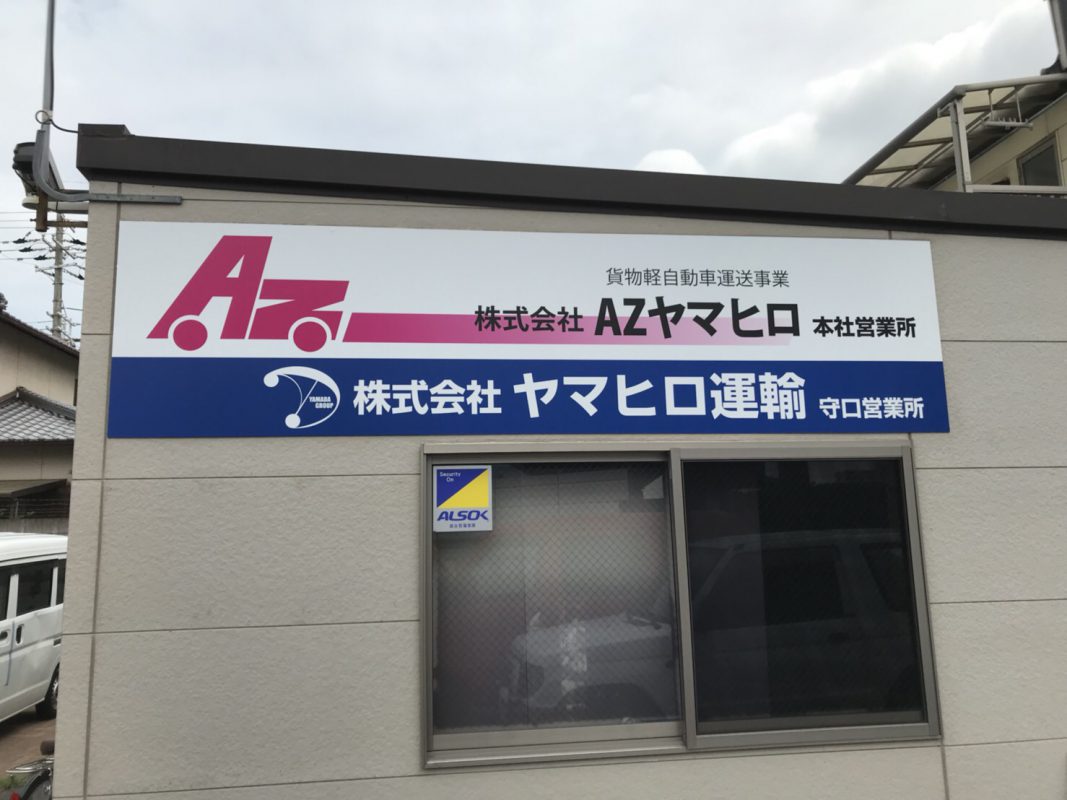 AZ
貨物軽自動車運送事業
株式会社 AZヤマヒロ 本社営業所
YAMADA
GROUP
株式会社 ヤマヒロ運輸 守口営業所
Security
On
ALSOK